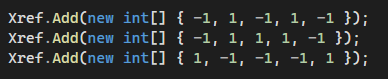 Xref.Add(new int[] { -1, 1, -1, 1, -1 });
Xref.Add(new int[] { -1, 1, 1, 1, -1 });
Xref.Add(new int[] { 1, -1, -1, -1, 1 });